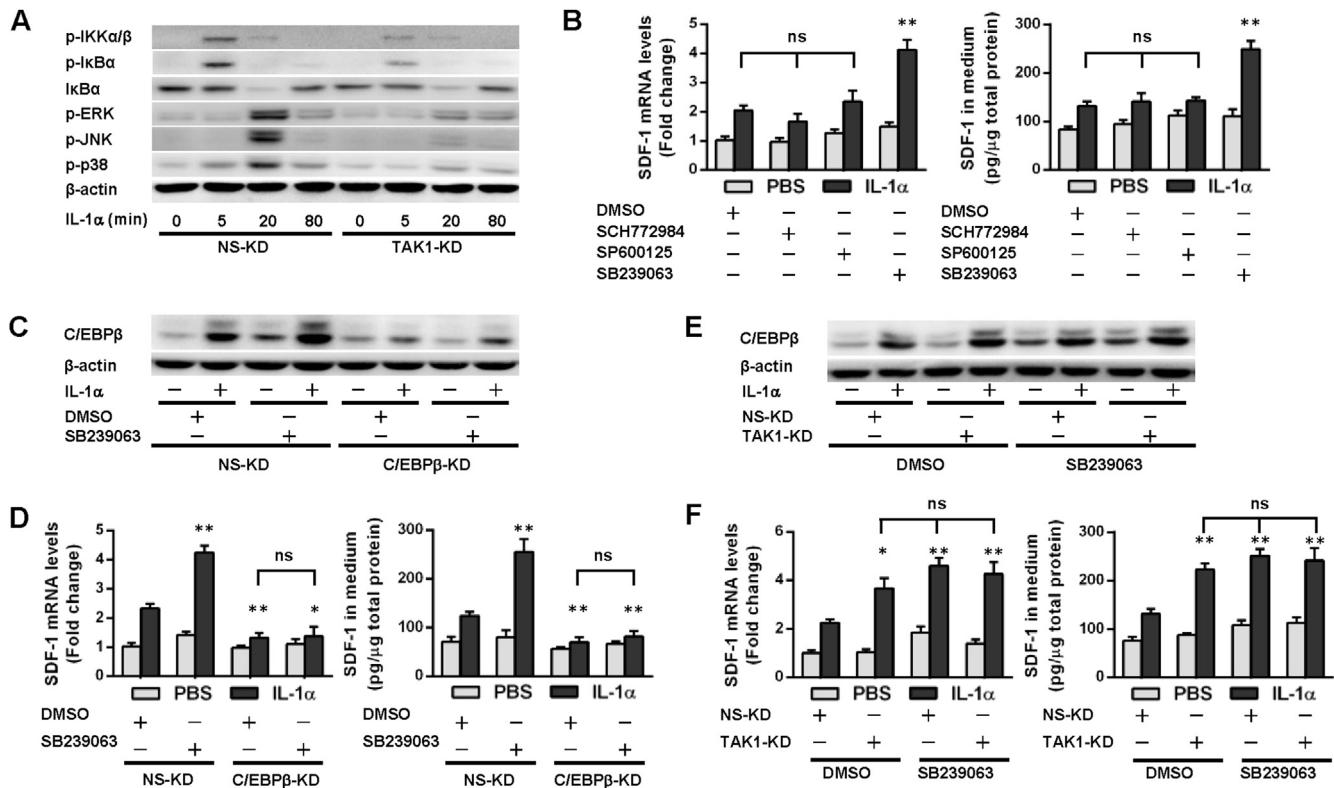 A
p-IKKα/β
p-IκBα
IκBα
p-ERK
p-JNK
p-p38
β-actin
IL-1α (min) 0 5 20 80 0 5 20 80
NS-KD TAK1-KD
B
SDF-1 mRNA levels
(Fold change)
5
4
3
2
1
0
ns
**
PBS IL-1α
DMSO + – – –
SCH772984 – + – –
SP600125 – – + –
SB239063 – – – +
SDF-1 in medium
(pg/µg total protein)
300
200
100
0
ns
**
PBS IL-1α
DMSO + – – –
SCH772984 – + – –
SP600125 – – + –
SB239063 – – – +
C
C/EBPβ
β-actin
IL-1α – + – + – + – +
DMSO + – + –
SB239063 – + – +
NS-KD C/EBPβ-KD
E
C/EBPβ
β-actin
IL-1α – + – + – + – +
NS-KD + – + –
TAK1-KD – + – +
DMSO SB239063
D
SDF-1 mRNA levels
(Fold change)
5
4
3
2
1
0
**
ns
** *
PBS IL-1α
DMSO + – + –
SB239063 – + – +
NS-KD C/EBPβ-KD
SDF-1 in medium
(pg/µg total protein)
300
200
100
0
**
ns
** **
PBS IL-1α
DMSO + – + –
SB239063 – + – +
NS-KD C/EBPβ-KD
F
SDF-1 mRNA levels
(Fold change)
6
4
2
0
ns
* ** **
PBS IL-1α
NS-KD + – + –
TAK1-KD – + – +
DMSO SB239063
SDF-1 in medium
(pg/µg total protein)
300
200
100
0
ns
** ** **
PBS IL-1α
NS-KD + – + –
TAK1-KD – + – +
DMSO SB239063